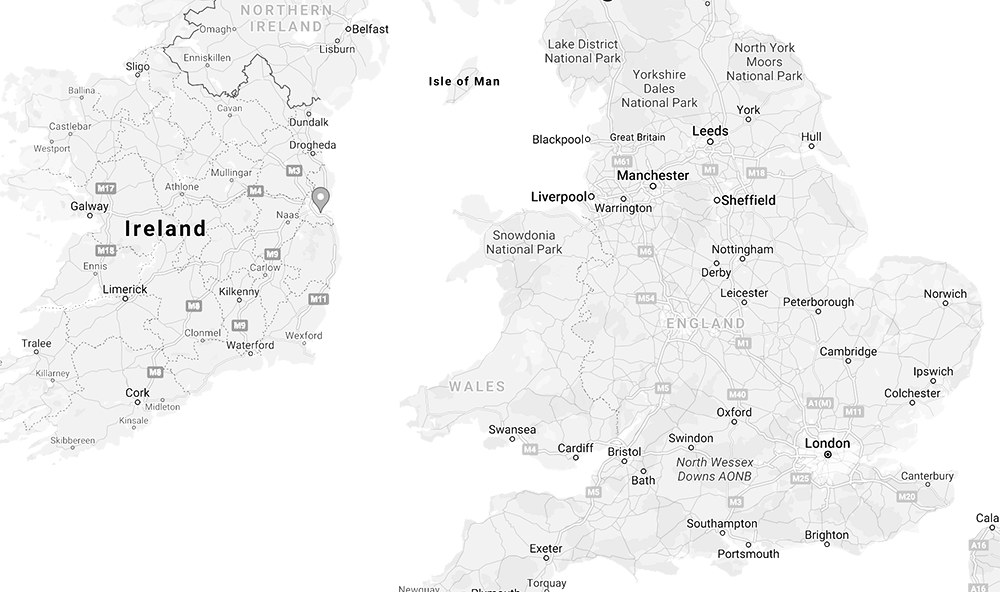 NORTHERN
IRELAND
Omagh
Belfast
Lisburn
Enniskillen
Sligo
Ballina
Cavan
Dundalk
Castlebar
Westport
Drogheda
Mullingar
M3
Athlone
M17
M4
Galway
Naas
Ireland
M18
M9
Ennis
Carlow
Limerick
Kilkenny
M8
M11
M9
Clonmel
Wexford
Tralee
Waterford
Killarney
M8
Cork
Midleton
Kinsale
Skibbereen
Isle of Man
Lake District
National Park
North York
Moors
National Park
Yorkshire
Dales
National Park
York
Leeds
Blackpool
Great Britain
Hull
M61
M1
M18
Manchester
Liverpool
Warrington
Sheffield
Snowdonia
National Park
M6
Nottingham
Derby
M54
Leicester
Peterborough
Norwich
ENGLAND
M1
Cambridge
Ipswich
WALES
M5
M40
Colchester
A1(M)
M11
Oxford
Swansea
London
Swindon
M4
Cardiff
Bristol
North Wessex
Downs AONB
Bath
M25
Canterbury
M5
M20
M3
Southampton
Brighton
Portsmouth
Cala
A16
Exeter
Torquay
Newquay
Plymouth
A16